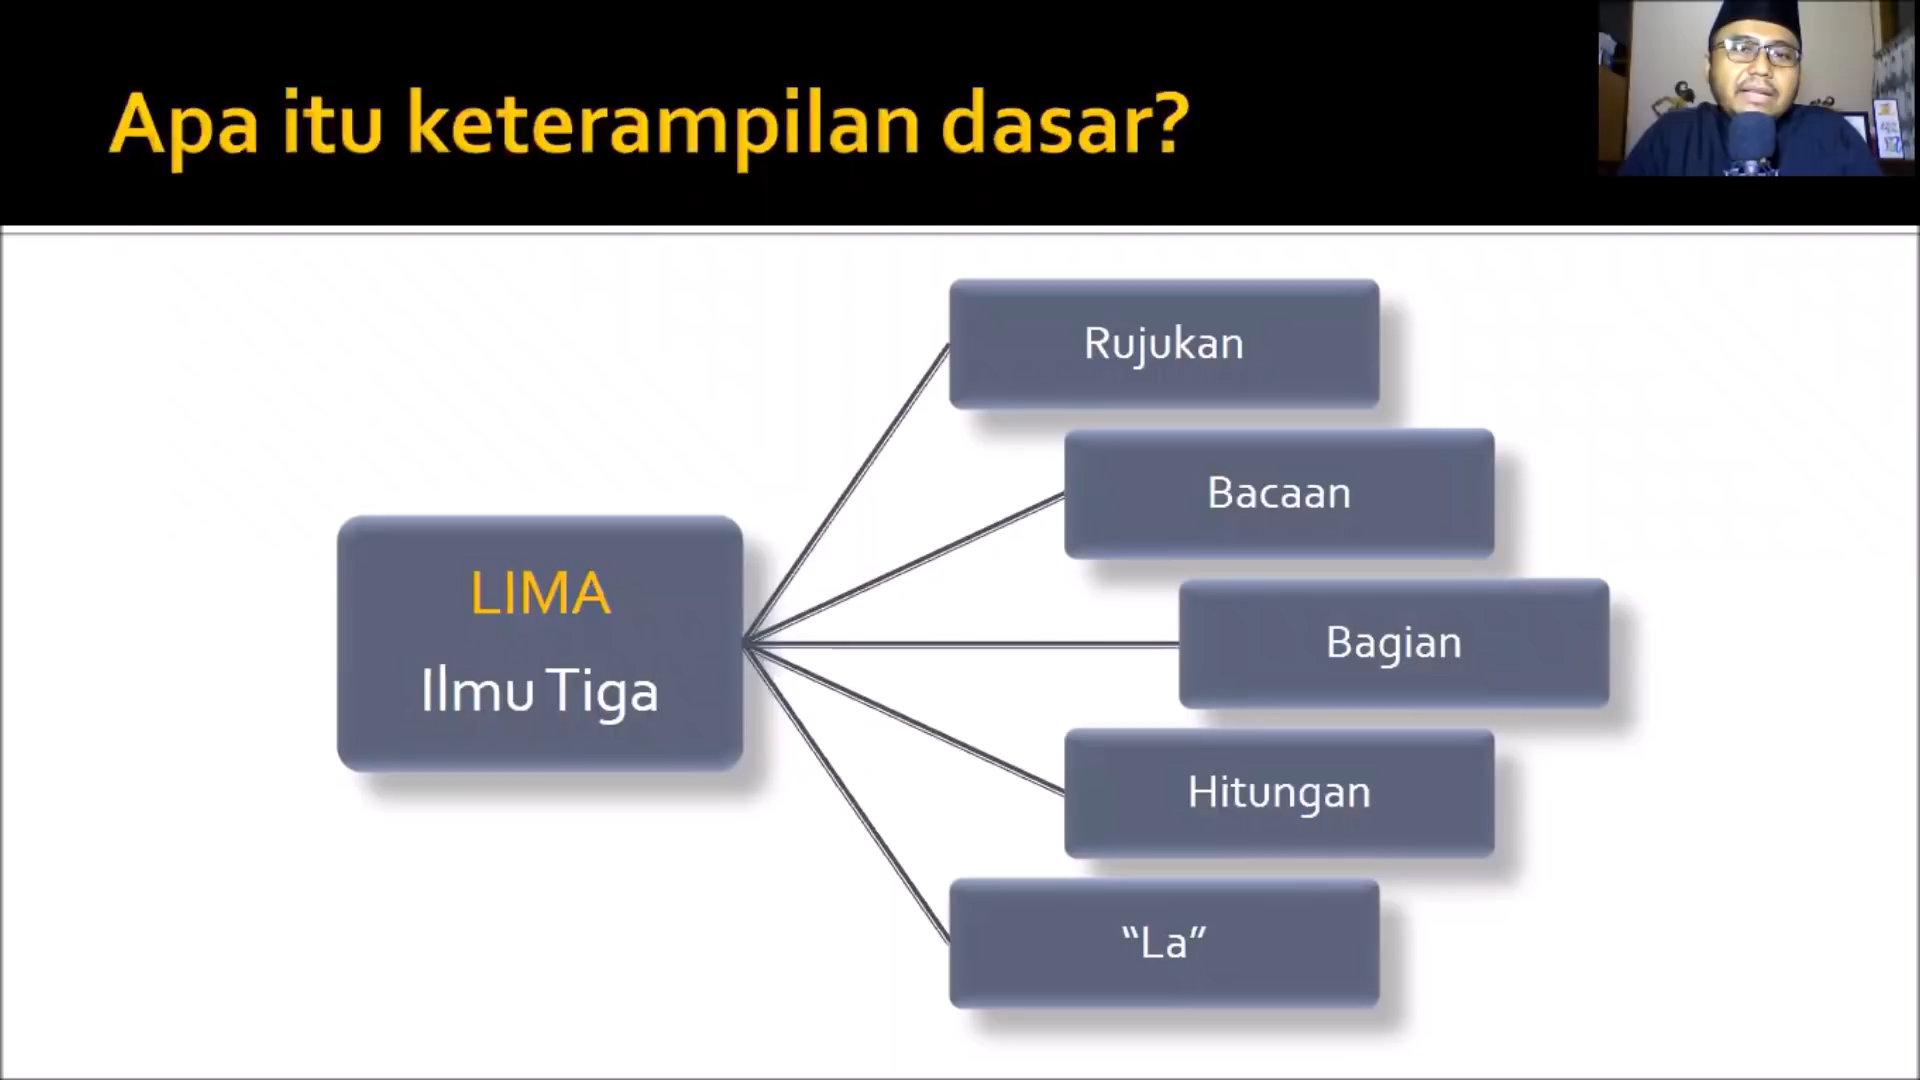 Apa itu keterampilan dasar?
LIMA
Ilmu Tiga
Rujukan
Bacaan
Bagian
Hitungan
“La”